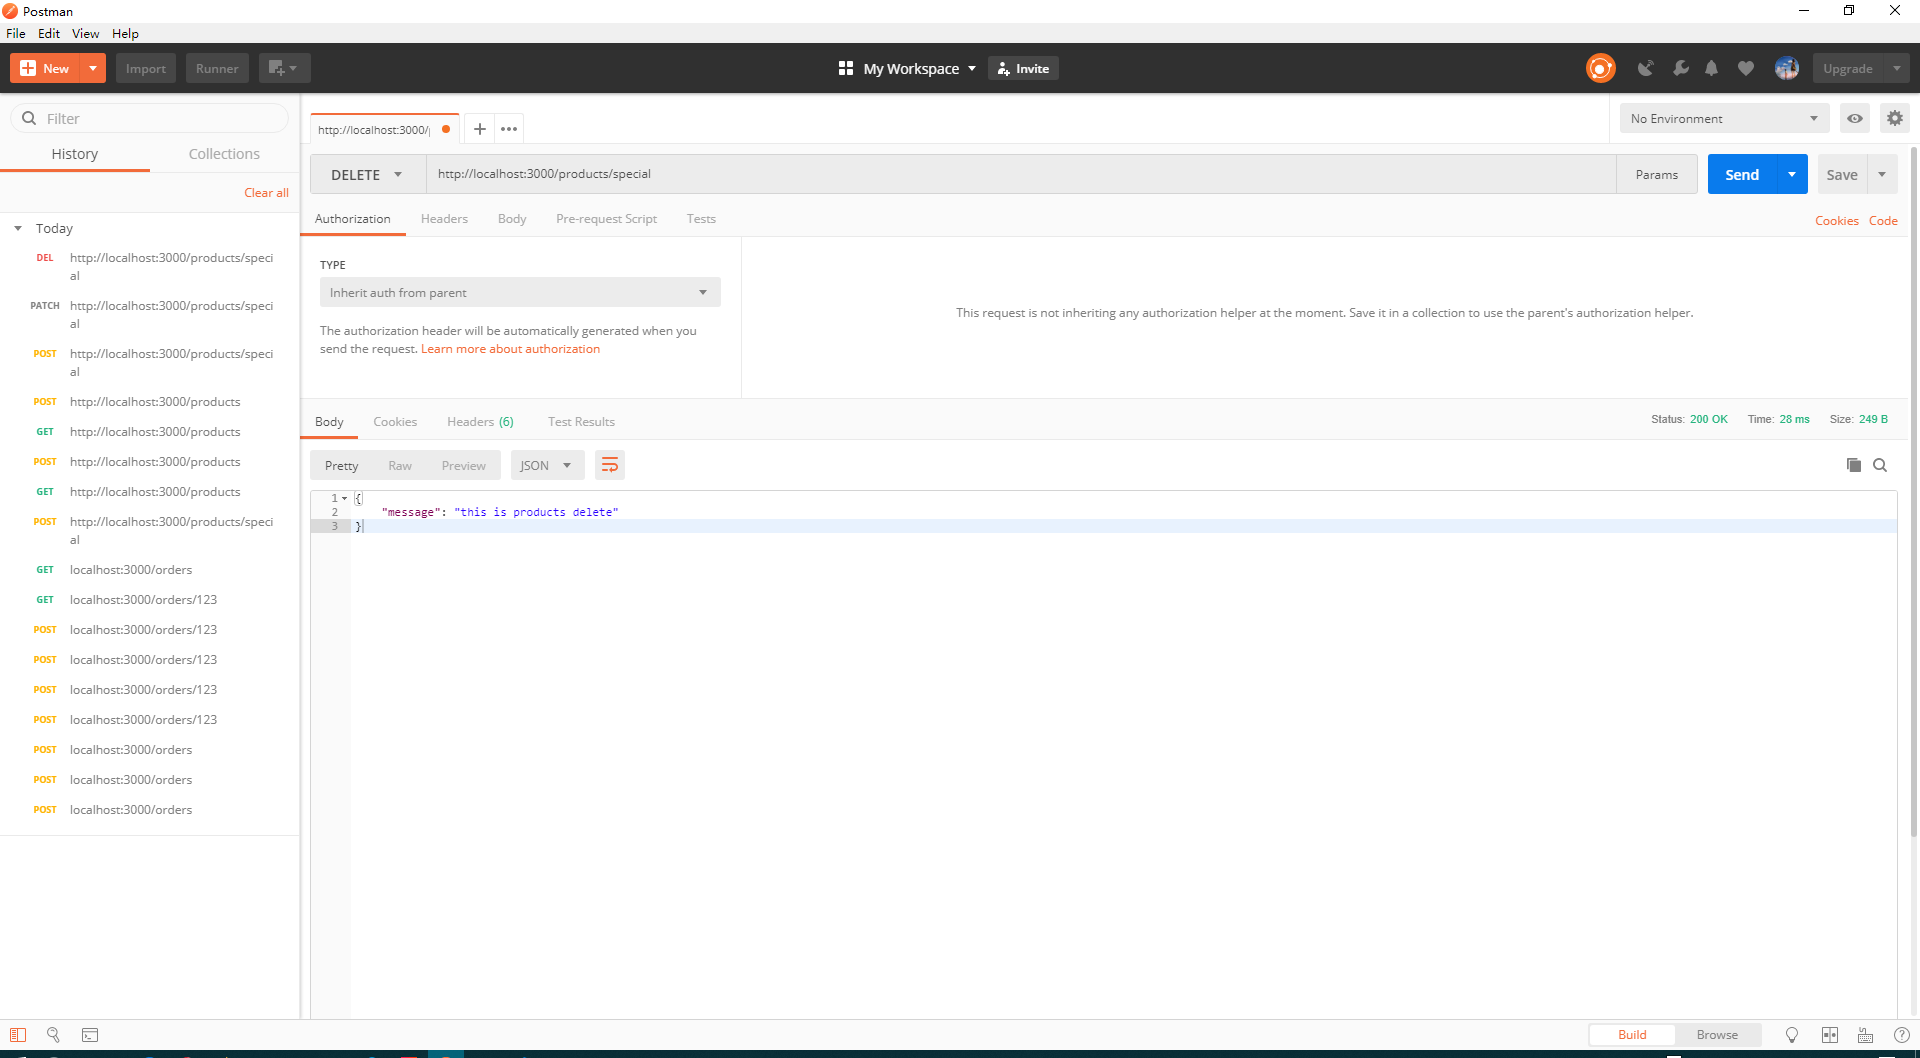 Postman
File Edit View Help
New Import Runner My Workspace Invite Upgrade
Filter
History Collections
Clear all
Today
DEL http://localhost:3000/products/speci
al
PATCH http://localhost:3000/products/speci
al
POST http://localhost:3000/products/speci
al
POST http://localhost:3000/products
GET http://localhost:3000/products
POST http://localhost:3000/products
GET http://localhost:3000/products
POST http://localhost:3000/products/speci
al
GET localhost:3000/orders
GET localhost:3000/orders/123
POST localhost:3000/orders/123
POST localhost:3000/orders/123
POST localhost:3000/orders/123
POST localhost:3000/orders/123
POST localhost:3000/orders
POST localhost:3000/orders
POST localhost:3000/orders
http://localhost:3000/
No Environment
DELETE http://localhost:3000/products/special Params Send Save
Authorization Headers Body Pre-request Script Tests Cookies Code
TYPE
Inherit auth from parent
The authorization header will be automatically generated when you
send the request. Learn more about authorization
This request is not inheriting any authorization helper at the moment. Save it in a collection to use the parent's authorization helper.
Body Cookies Headers (6) Test Results Status: 200 OK Time: 28 ms Size: 249 B
Pretty Raw Preview JSON
1 {
2 "message": "this is products delete"
3 }
Build Browse